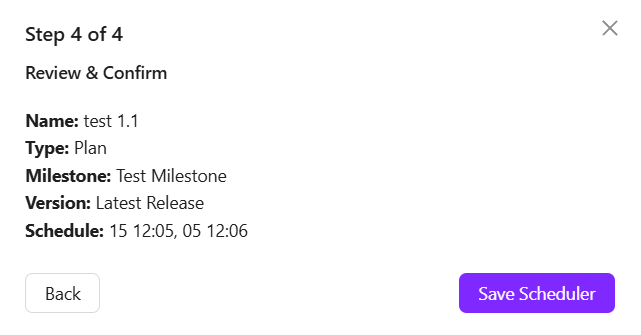 Step 4 of 4
Review & Confirm
Name: test 1.1
Type: Plan
Milestone: Test Milestone
Version: Latest Release
Schedule: 15 12:05, 05 12:06
Back
Save Scheduler